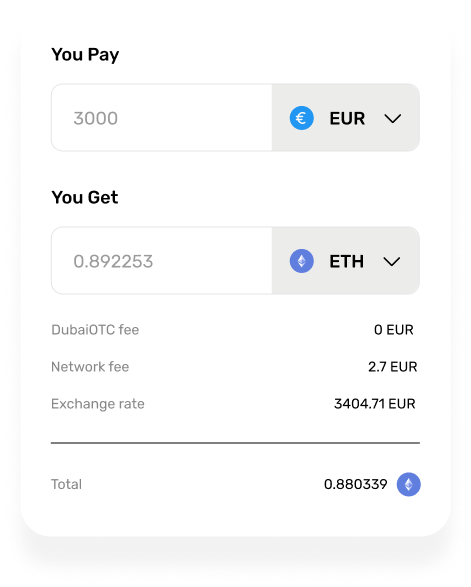 You Pay
3000 € EUR
You Get
0.892253 ETH
DubaiOTC fee 0 EUR
Network fee 2.7 EUR
Exchange rate 3404.71 EUR
Total 0.880339